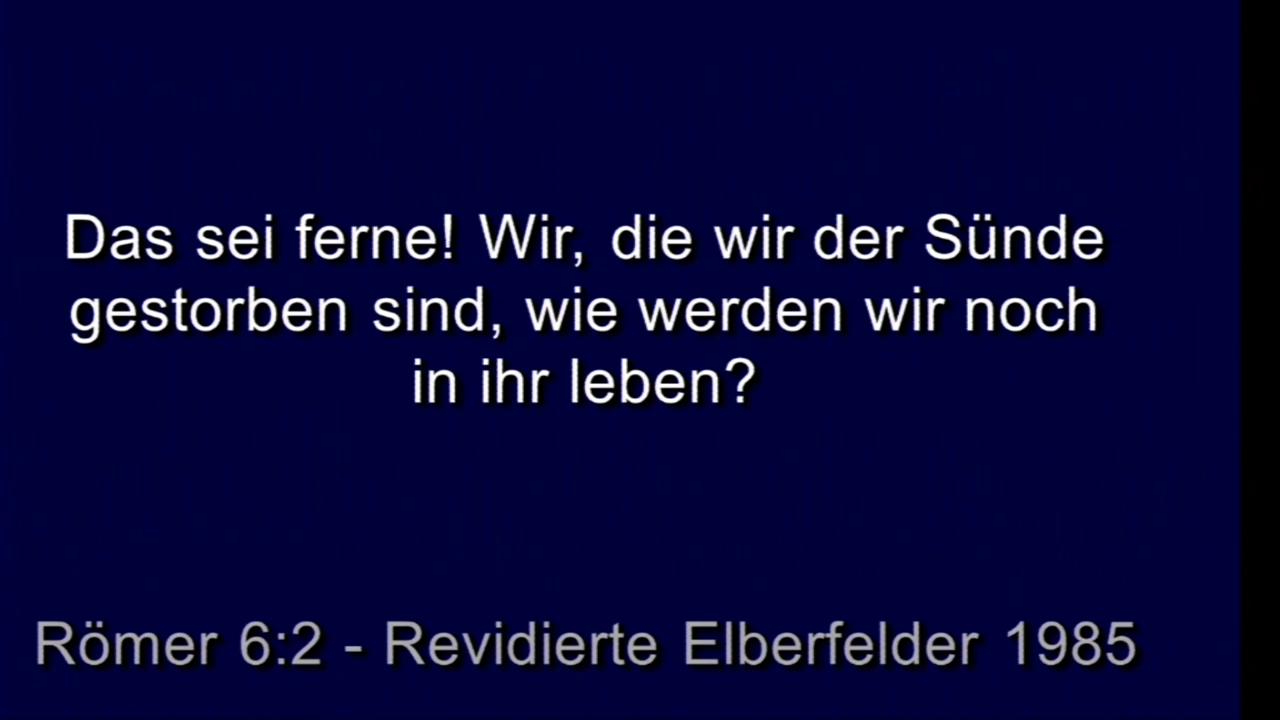 Das sei ferne! Wir, die wir der Sünde
gestorben sind, wie werden wir noch
in ihr leben?
Römer 6:2 - Revidierte Elberfelder 1985